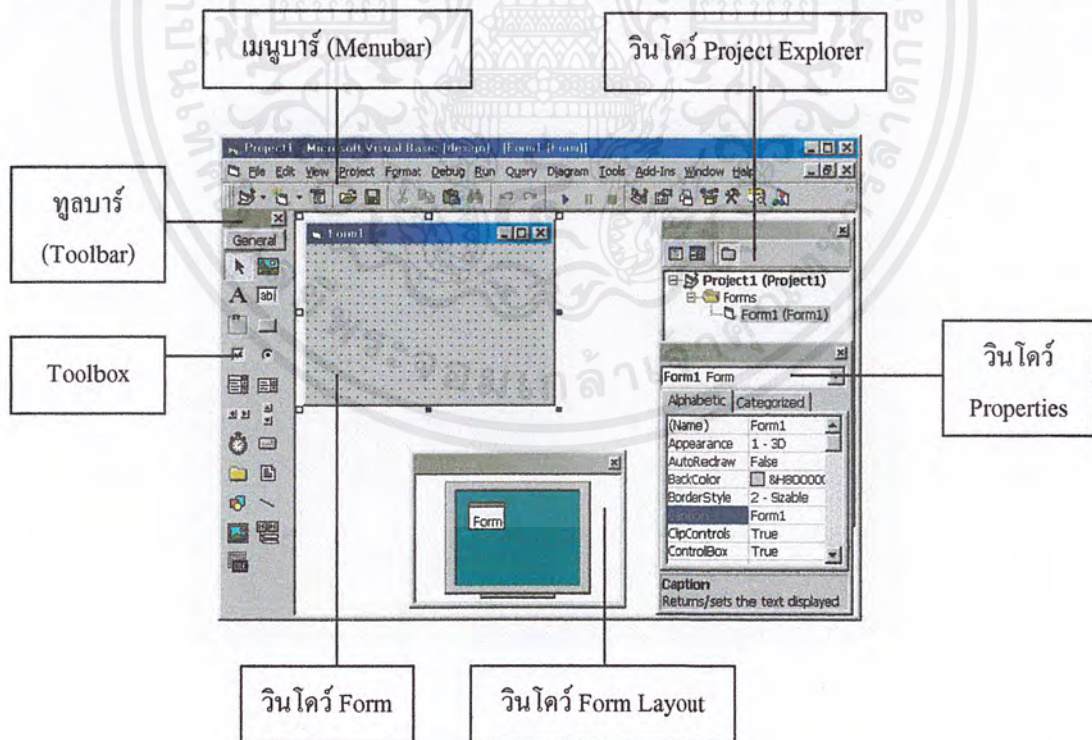 เมนูบาร์ (Menubar)
วินโดว์ Project Explorer
ทูลบาร์
(Toolbar)
Toolbox
วินโดว์
Properties
วินโดว์ Form
วินโดว์ Form Layout
Project1 - Microsoft Visual Basic [design] - [Form1 (Form)]
File Edit View Project Format Debug Run Query Diagram Tools Add-Ins Window Help
General
A ab|
Form1
Project1 (Project1)
Forms
Form1 (Form1)
Form1 Form
Alphabetic Categorized
(Name) Form1
Appearance 1 - 3D
AutoRedraw False
BackColor &H800000
BorderStyle 2 - Sizable
Caption Form1
ClipControls True
ControlBox True
Caption
Returns/sets the text displayed
Form